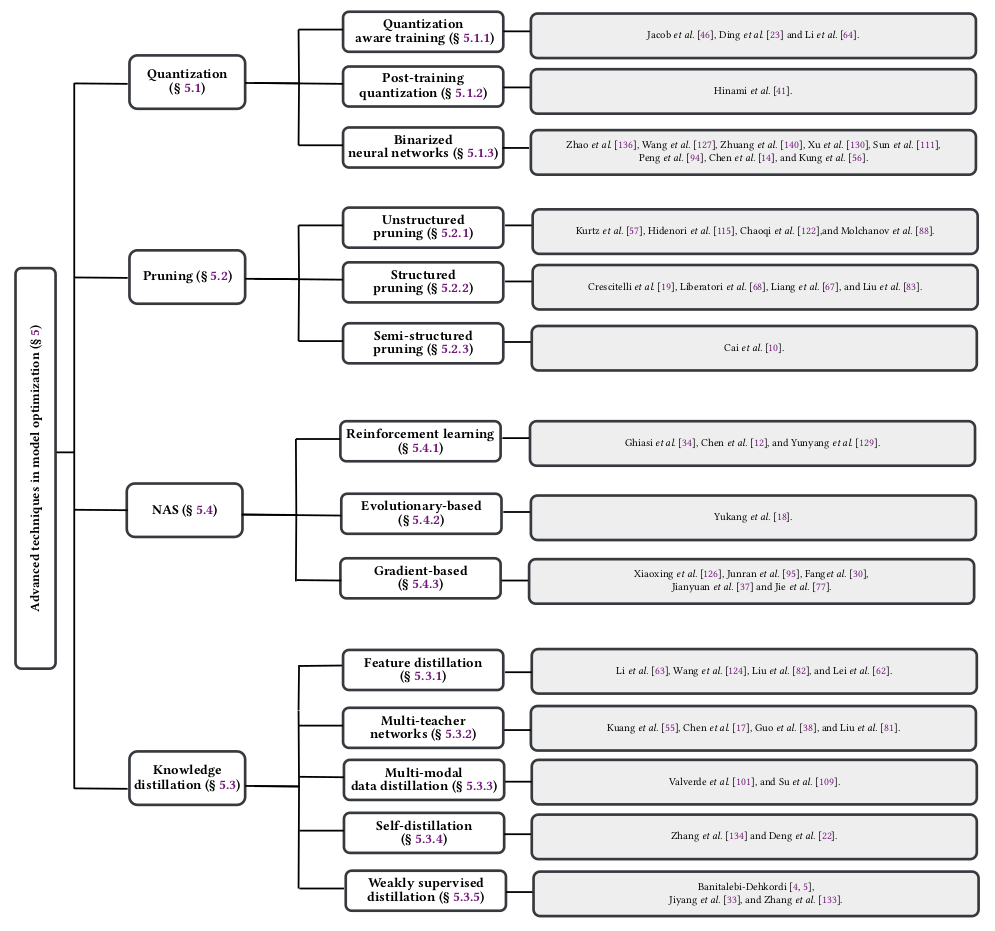 Advanced techniques in model optimization (§ 5)
Quantization
(§ 5.1)
Quantization
aware training (§ 5.1.1)
Jacob et al. [46], Ding et al. [23] and Li et al. [64].
Post-training
quantization (§ 5.1.2)
Hinami et al. [41].
Binarized
neural networks (§ 5.1.3)
Zhao et al. [136], Wang et al. [127], Zhuang et al. [140], Xu et al. [130], Sun et al. [111],
Peng et al. [94], Chen et al. [14], and Kung et al. [56].
Pruning (§ 5.2)
Unstructured
pruning (§ 5.2.1)
Kurtz et al. [57], Hidenori et al. [115], Chaoqi et al. [122],and Molchanov et al. [88].
Structured
pruning (§ 5.2.2)
Crescitelli et al. [19], Liberatori et al. [68], Liang et al. [67], and Liu et al. [83].
Semi-structured
pruning (§ 5.2.3)
Cai et al. [10].
NAS (§ 5.4)
Reinforcement learning
(§ 5.4.1)
Ghiasi et al. [34], Chen et al. [12], and Yunyang et al. [129].
Evolutionary-based
(§ 5.4.2)
Yukang et al. [18].
Gradient-based
(§ 5.4.3)
Xiaoxing et al. [126], Junran et al. [95], Fanget al. [30],
Jianyuan et al. [37] and Jie et al. [77].
Knowledge
distillation (§ 5.3)
Feature distillation
(§ 5.3.1)
Li et al. [63], Wang et al. [124], Liu et al. [82], and Lei et al. [62].
Multi-teacher
networks (§ 5.3.2)
Kuang et al. [55], Chen et al. [17], Guo et al. [38], and Liu et al. [81].
Multi-modal
data distillation (§ 5.3.3)
Valverde et al. [101], and Su et al. [109].
Self-distillation
(§ 5.3.4)
Zhang et al. [134] and Deng et al. [22].
Weakly supervised
distillation (§ 5.3.5)
Banitalebi-Dehkordi [4, 5],
Jiyang et al. [33], and Zhang et al. [133].